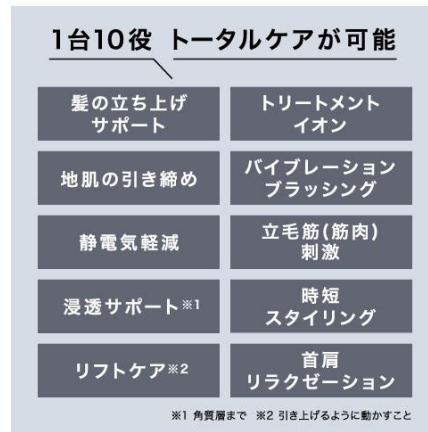 1台10役 トータルケアが可能
髪の立ち上げ
サポート
トリートメント
イオン
地肌の引き締め
バイブレーション
ブラッシング
静電気軽減
立毛筋(筋肉)
刺激
浸透サポート※1
時短
スタイリング
リフトケア※2
首肩
リラクゼーション
※1 角質層まで ※2 引き上げるように動かすこと